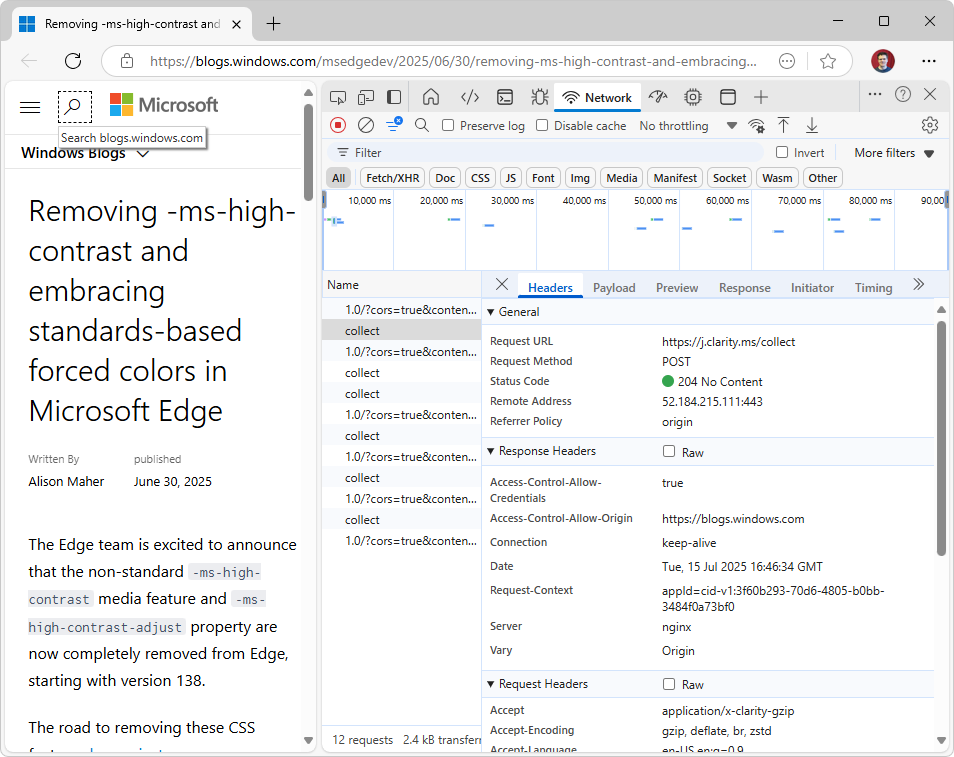 Removing -ms-high-contrast and
https://blogs.windows.com/msedgedev/2025/06/30/removing-ms-high-contrast-and-embracing...
Microsoft
Search blogs.windows.com
Windows Blogs
Removing -ms-high-
contrast and
embracing
standards-based
forced colors in
Microsoft Edge
Written By
published
Alison Maher
June 30, 2025
The Edge team is excited to announce
that the non-standard -ms-high-
contrast media feature and -ms-
high-contrast-adjust property are
now completely removed from Edge,
starting with version 138.
The road to removing these CSS
Network
Preserve log
Disable cache
No throttling
Filter
Invert
More filters
All
Fetch/XHR
Doc
CSS
JS
Font
Img
Media
Manifest
Socket
Wasm
Other
10,000 ms
20,000 ms
30,000 ms
40,000 ms
50,000 ms
60,000 ms
70,000 ms
80,000 ms
90,00
Name
1.0/?cors=true&conten...
collect
1.0/?cors=true&conten...
collect
collect
1.0/?cors=true&conten...
collect
1.0/?cors=true&conten...
collect
1.0/?cors=true&conten...
collect
1.0/?cors=true&conten...
12 requests 2.4 kB transferr
Headers
Payload
Preview
Response
Initiator
Timing
General
Request URL https://j.clarity.ms/collect
Request Method POST
Status Code 204 No Content
Remote Address 52.184.215.111:443
Referrer Policy origin
Response Headers Raw
Access-Control-Allow- true
Credentials
Access-Control-Allow-Origin https://blogs.windows.com
Connection keep-alive
Date Tue, 15 Jul 2025 16:46:34 GMT
Request-Context appId=cid-v1:3f60b293-70d6-4805-b0bb-
3484f0a73bf0
Server nginx
Vary Origin
Request Headers Raw
Accept application/x-clarity-gzip
Accept-Encoding gzip, deflate, br, zstd
Accept-Language en-US,en;q=0.9